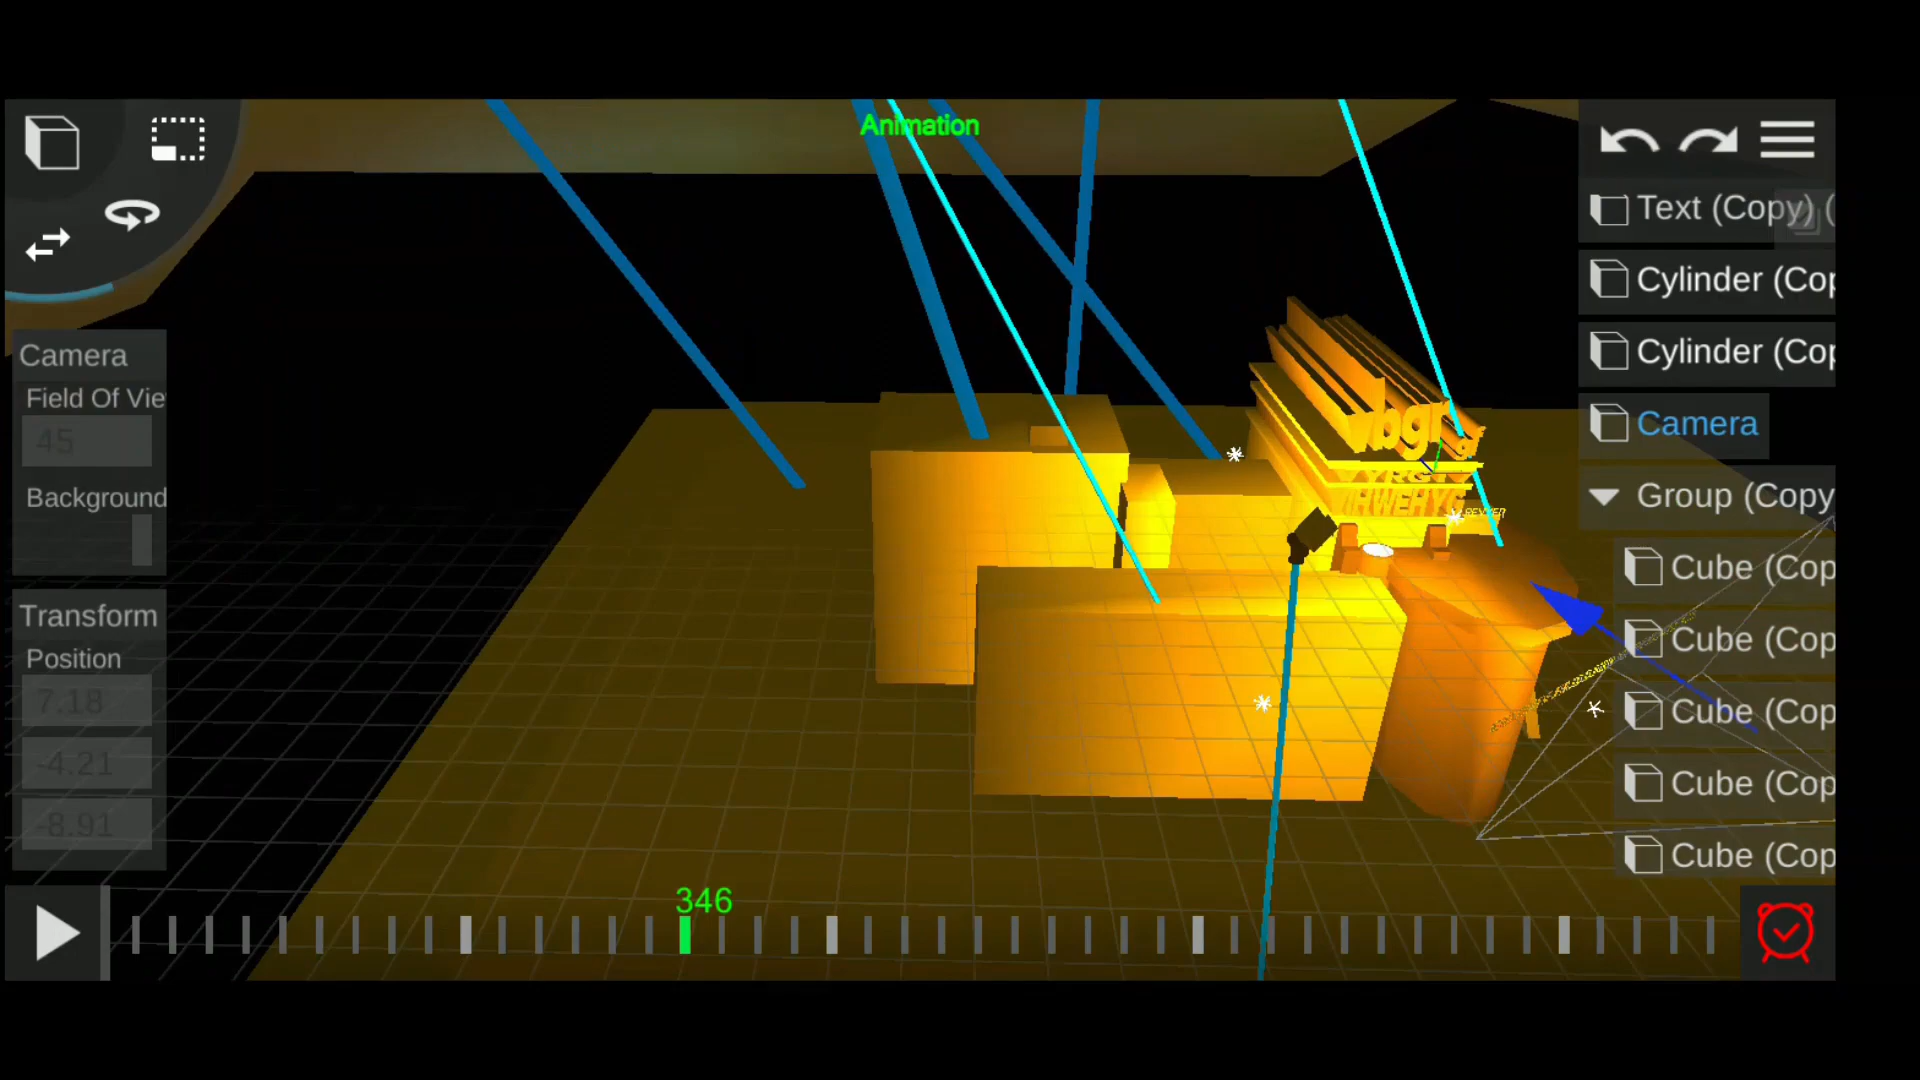 Animation
Text (Copy) (
Cylinder (Cop
Cylinder (Cop
Camera
Group (Copy
Cube (Cop
Cube (Cop
Cube (Cop
Cube (Cop
Cube (Cop
Camera
Field Of Vie
45
Background
Transform
Position
7.18
-4.21
-8.91
bgr
346